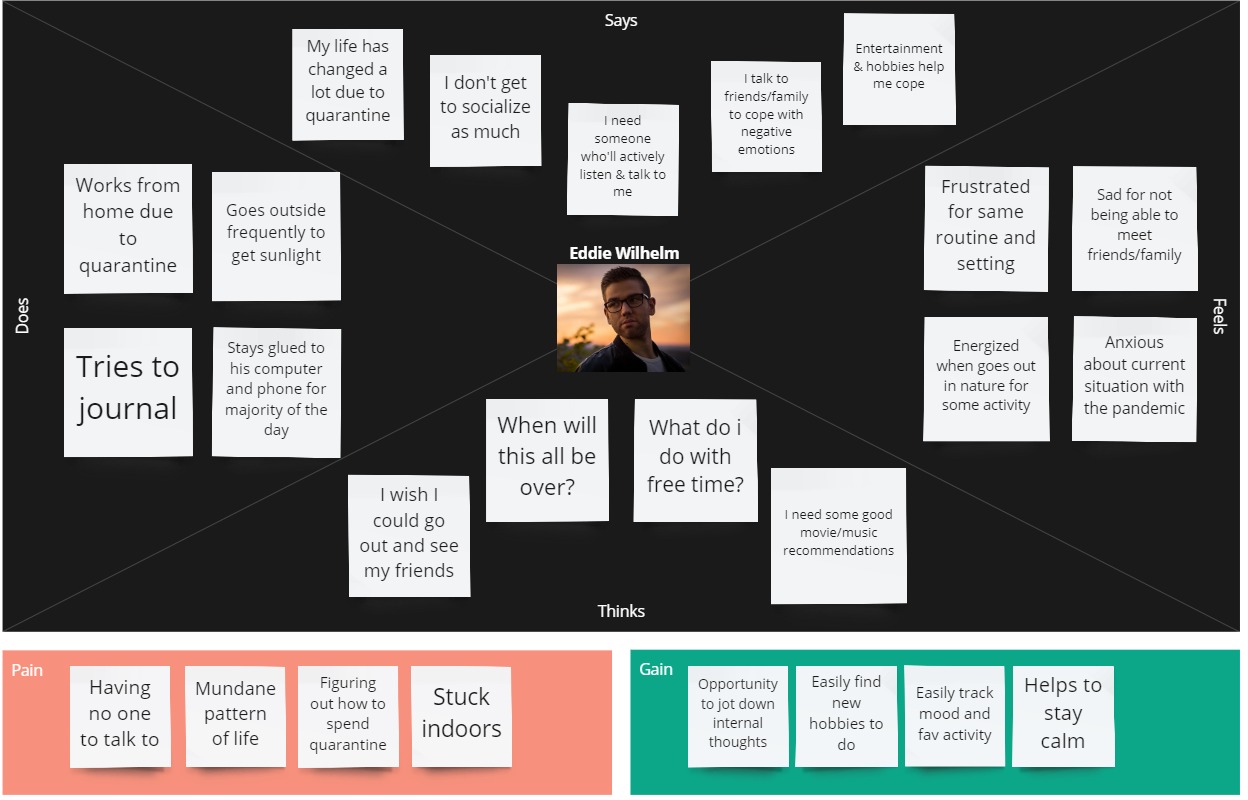 Says
My life has
changed a
lot due to
quarantine
I don't get
to socialize
as much
I need
someone
who'll actively
listen & talk to
me
I talk to
friends/family
to cope with
negative
emotions
Entertainment
& hobbies help
me cope
Does
Works from
home due
to
quarantine
Goes outside
frequently to
get sunlight
Tries to
journal
Stays glued to
his computer
and phone for
majority of the
day
Eddie Wilhelm
Feels
Frustrated
for same
routine and
setting
Sad for not
being able to
meet
friends/family
Energized
when goes out
in nature for
some activity
Anxious
about current
situation with
the pandemic
I wish I
could go
out and see
my friends
When will
this all be
over?
What do i
do with
free time?
I need some good
movie/music
recommendations
Thinks
Pain
Having
no one
to talk to
Mundane
pattern
of life
Figuring
out how to
spend
quarantine
Stuck
indoors
Gain
Opportunity
to jot down
internal
thoughts
Easily find
new
hobbies to
do
Easily track
mood and
fav activity
Helps to
stay
calm